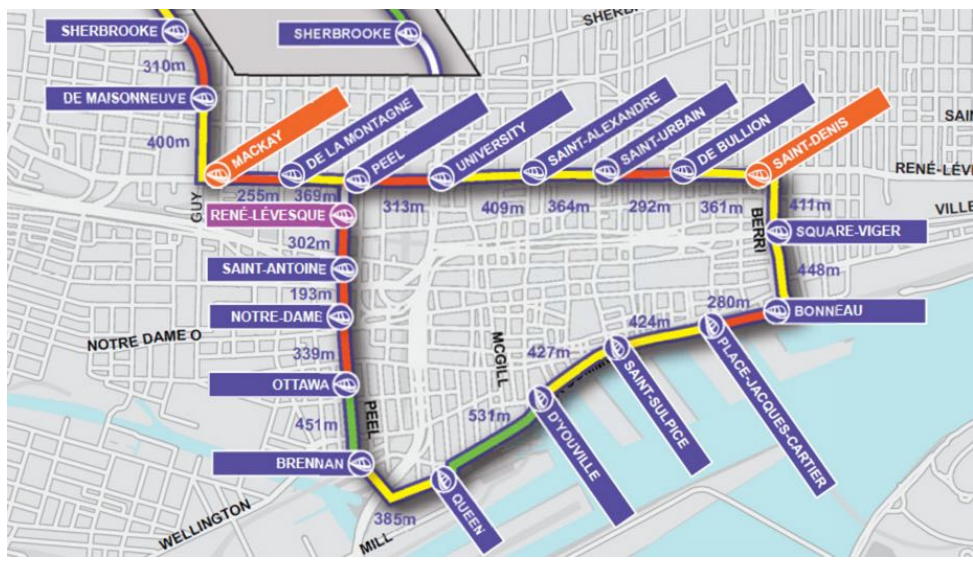 SHERBROOKE
SHERBROOKE
SHERB
310m
DE MAISONNEUVE
400m
MACKAY
DE LA MONTAGNE
PEEL
UNIVERSITY
SAINT-ALEXANDRE
SAINT-URBAIN
DE BULLION
SAINT-DENIS
SAIN
RENÉ-LÉVE
GUY
255m
369m
313m
409m
364m
292m
361m
BERRI
411m
VILLE
RENÉ-LÉVESQUE
SQUARE-VIGER
302m
SAINT-ANTOINE
448m
193m
280m
NOTRE-DAME
BONNEAU
NOTRE DAME O
424m
MCGILL
427m
339m
PLACE-JACQUES-CARTIER
SAINT-SULPICE
OTTAWA
PEEL
531m
D'YOUVILLE
451m
BRENNAN
QUEEN
385m
WELLINGTON
MILL